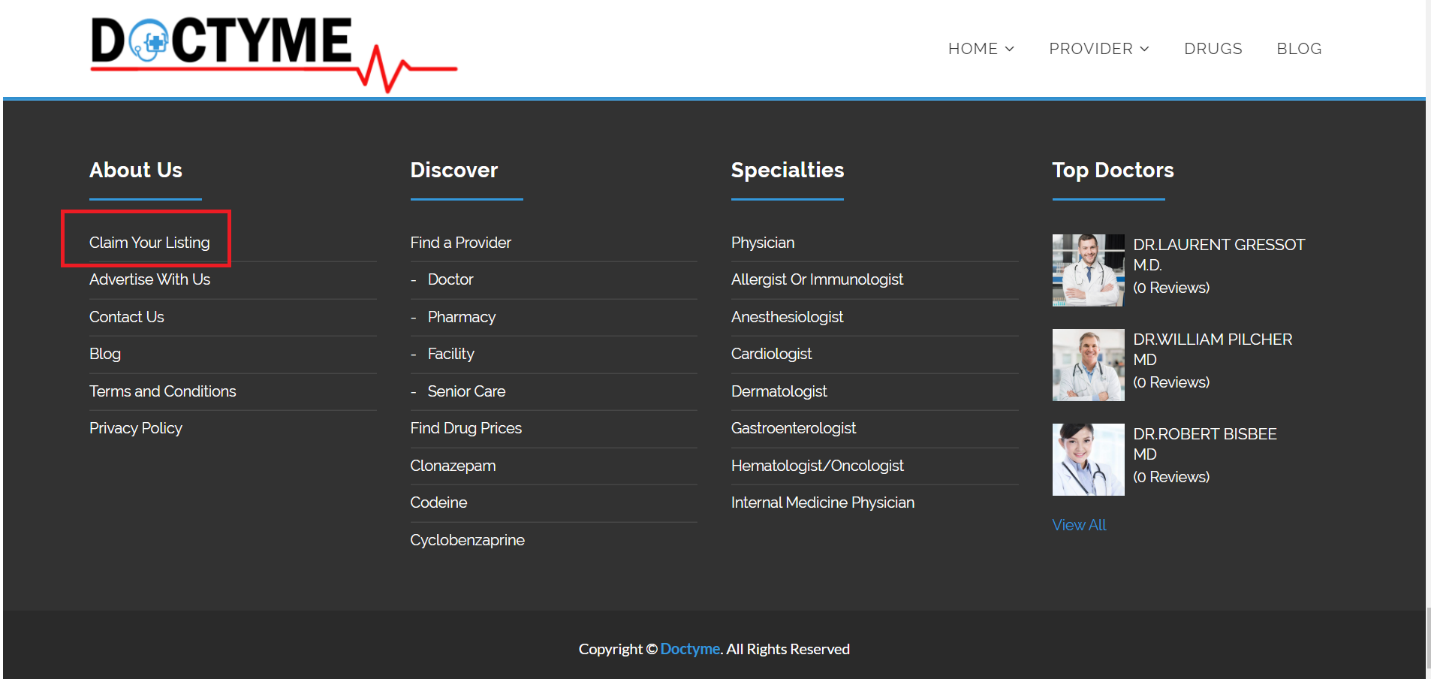 DOCTYME
HOME
PROVIDER
DRUGS
BLOG
About Us
Claim Your Listing
Advertise With Us
Contact Us
Blog
Terms and Conditions
Privacy Policy
Discover
Find a Provider
- Doctor
- Pharmacy
- Facility
- Senior Care
Find Drug Prices
Clonazepam
Codeine
Cyclobenzaprine
Specialties
Physician
Allergist Or Immunologist
Anesthesiologist
Cardiologist
Dermatologist
Gastroenterologist
Hematologist/Oncologist
Internal Medicine Physician
Top Doctors
DR.LAURENT GRESSOT
M.D.
(0 Reviews)
DR.WILLIAM PILCHER
MD
(0 Reviews)
DR.ROBERT BISBEE
MD
(0 Reviews)
View All
Copyright © Doctyme. All Rights Reserved